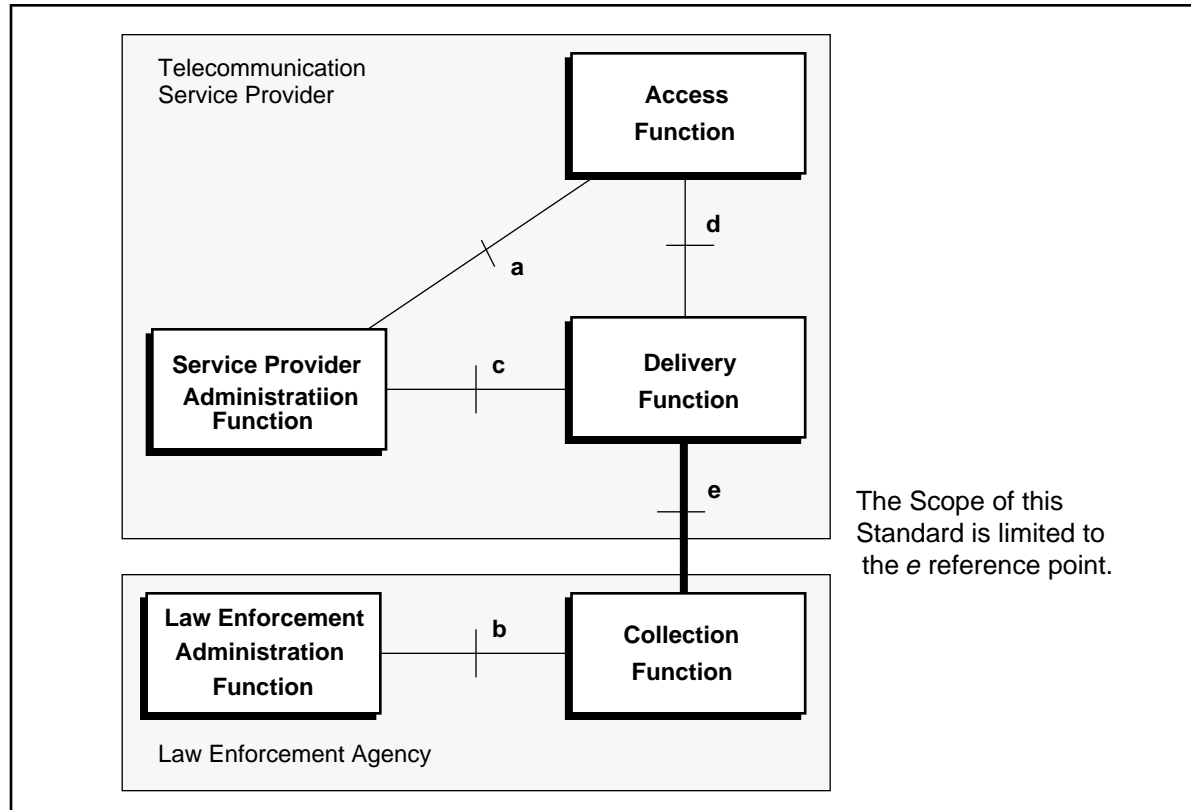 Telecommunication
Service Provider
Access
Function
d
a
Service Provider
Administratiion
Function
c
Delivery
Function
e
The Scope of this
Standard is limited to
the e reference point.
Law Enforcement
Administration
Function
b
Collection
Function
Law Enforcement Agency